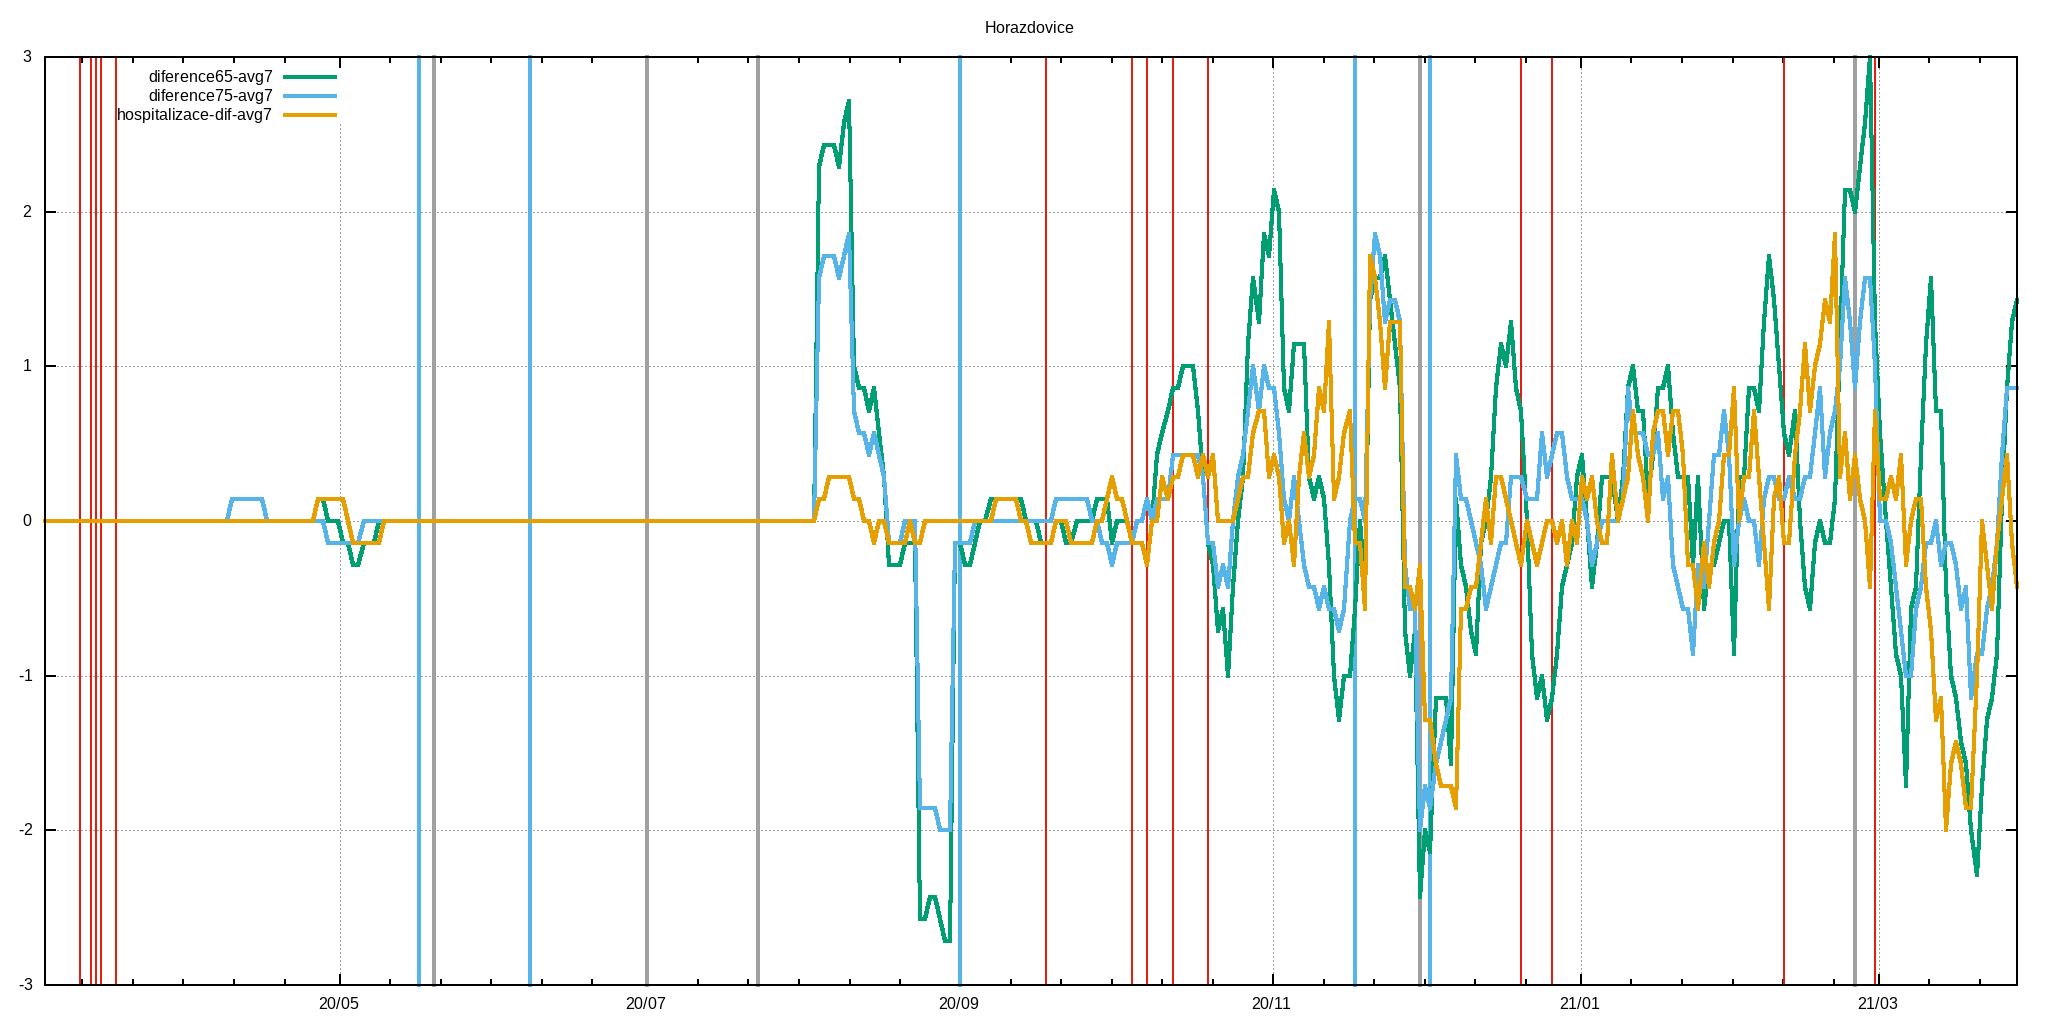 Horazdovice
3
diference65-avg7
diference75-avg7
hospitalizace-dif-avg7
2
1
0
-1
-2
-3
20/05 20/07 20/09 20/11 21/01 21/03